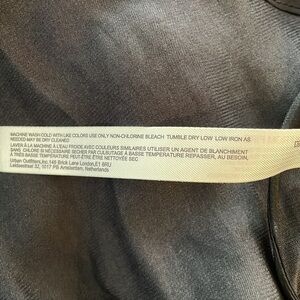 MACHINE WASH COLD WITH LIKE COLORS USE ONLY NON-CHLORINE BLEACH TUMBLE DRY LOW LOW IRON AS
NEEDED MAY BE DRY CLEANED
LAVER À LA MACHINE À L'EAU FROIDE AVEC COULEURS SIMILAIRES UTILISER UN AGENT DE BLANCHIMENT
SANS CHLORE SI NÉCESSAIRE SÉCHER PAR CULBUTAGE À BASSE TEMPÉRATURE REPASSER, AU BESOIN,
À TRÈS BASSE TEMPÉRATURE PEUT-ÊTRE ÊTRE NETTOYÉE SEC
Urban Outfitters,Inc.149 Brick Lane London,E1 6RU
Leidsestraat 32, 1017 PB Amsterdam, Netherlands